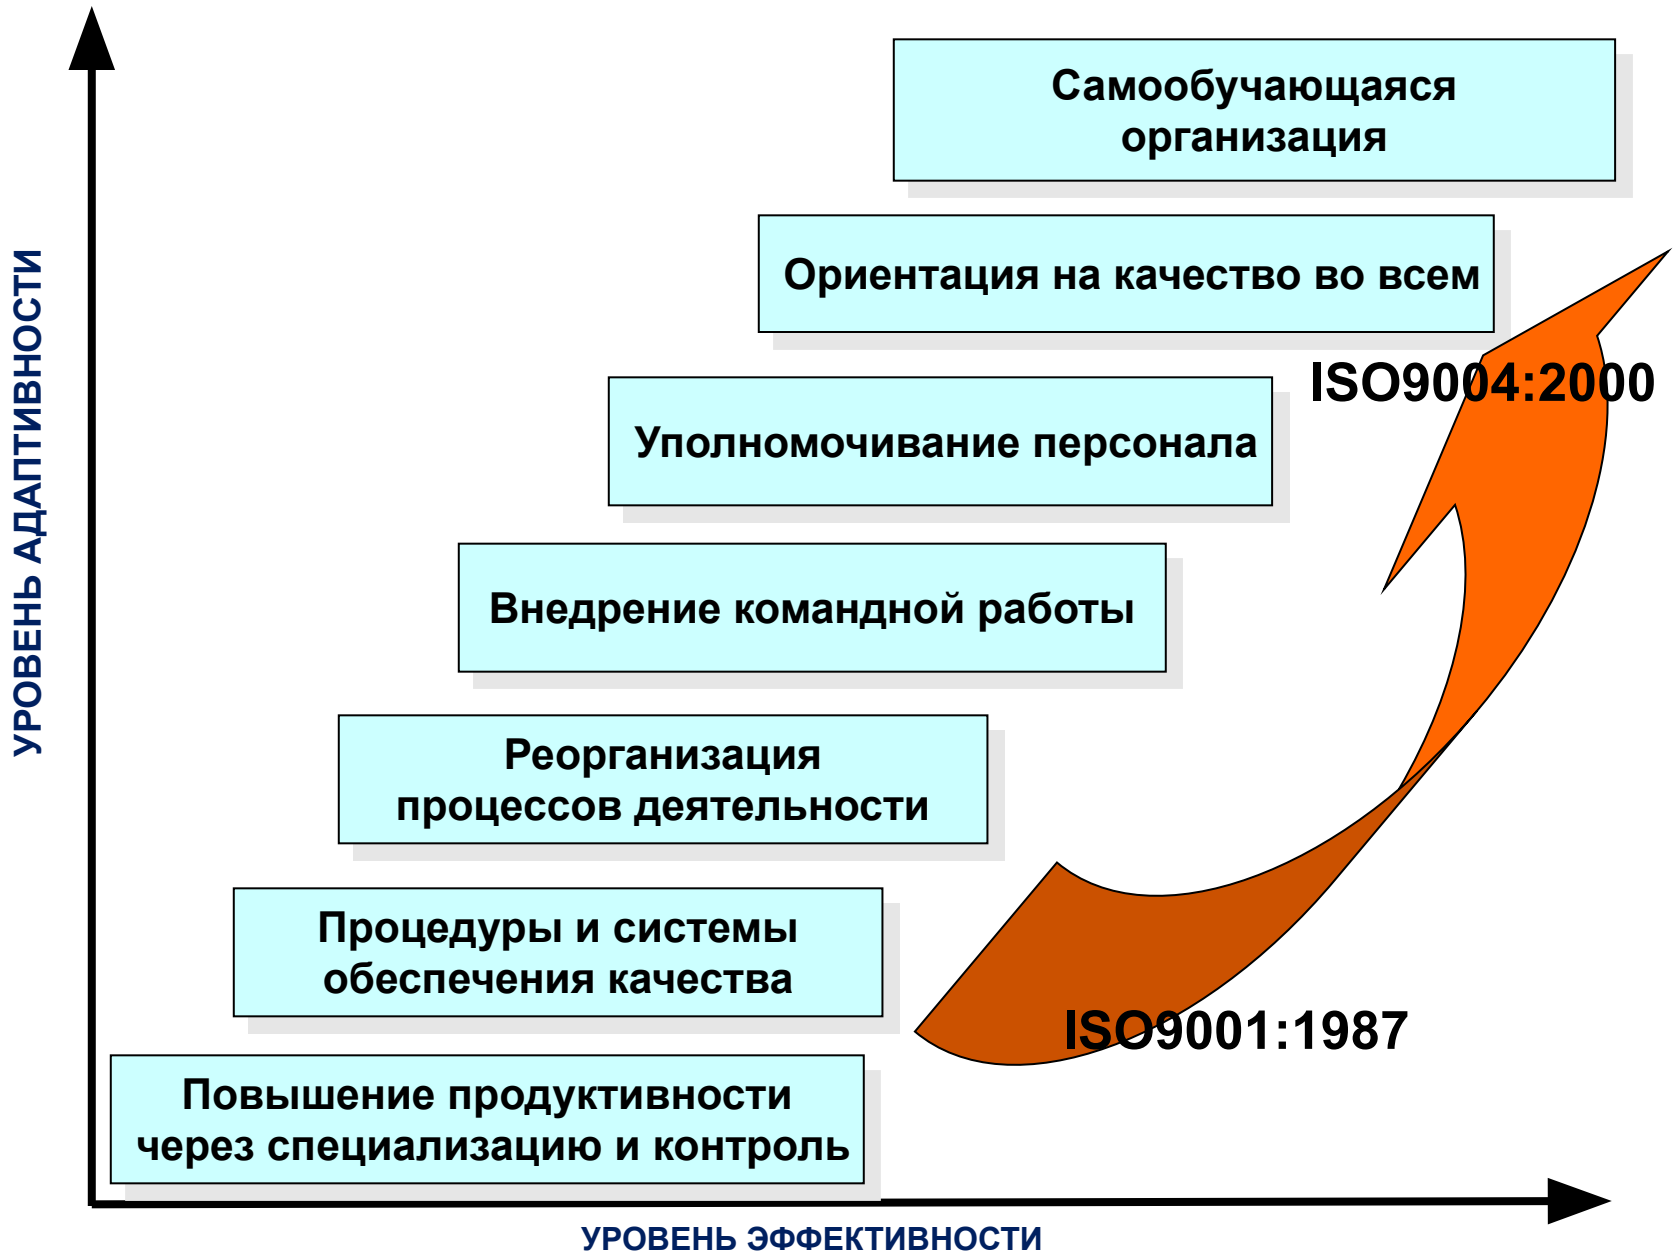 Самообучающаяся
организация
Ориентация на качество во всем
ISO9004:2000
Уполномочивание персонала
Внедрение командной работы
Реорганизация
процессов деятельности
Процедуры и системы
обеспечения качества
ISO9001:1987
Повышение продуктивности
через специализацию и контроль
УРОВЕНЬ АДАПТИВНОСТИ
УРОВЕНЬ ЭФФЕКТИВНОСТИ